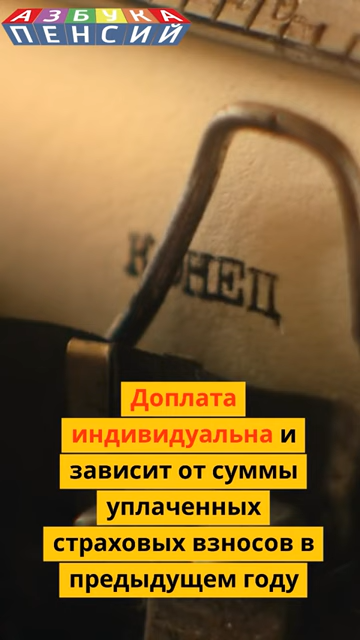 АЗБУКА
ПЕНСИЙ
КОНЕЦ
Доплата
индивидуальна и
зависит от суммы
уплаченных
страховых взносов в
предыдущем году